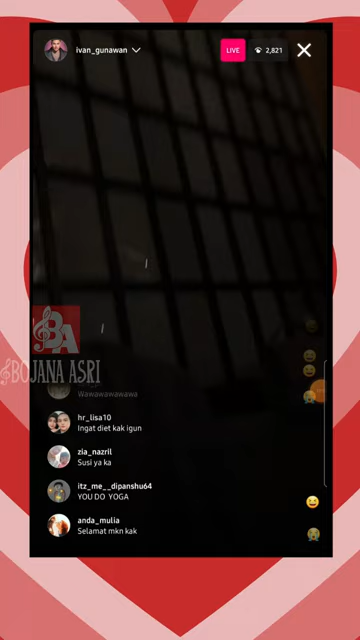 ivan_gunawan
LIVE
2,821
BA
BOJANA ASRI
Wawawawawawa
hr_lisa10
Ingat diet kak igun
zia_nazril
Susi ya ka
itz_me__dipanshu64
YOU DO YOGA
anda_mulia
Selamat mkn kak